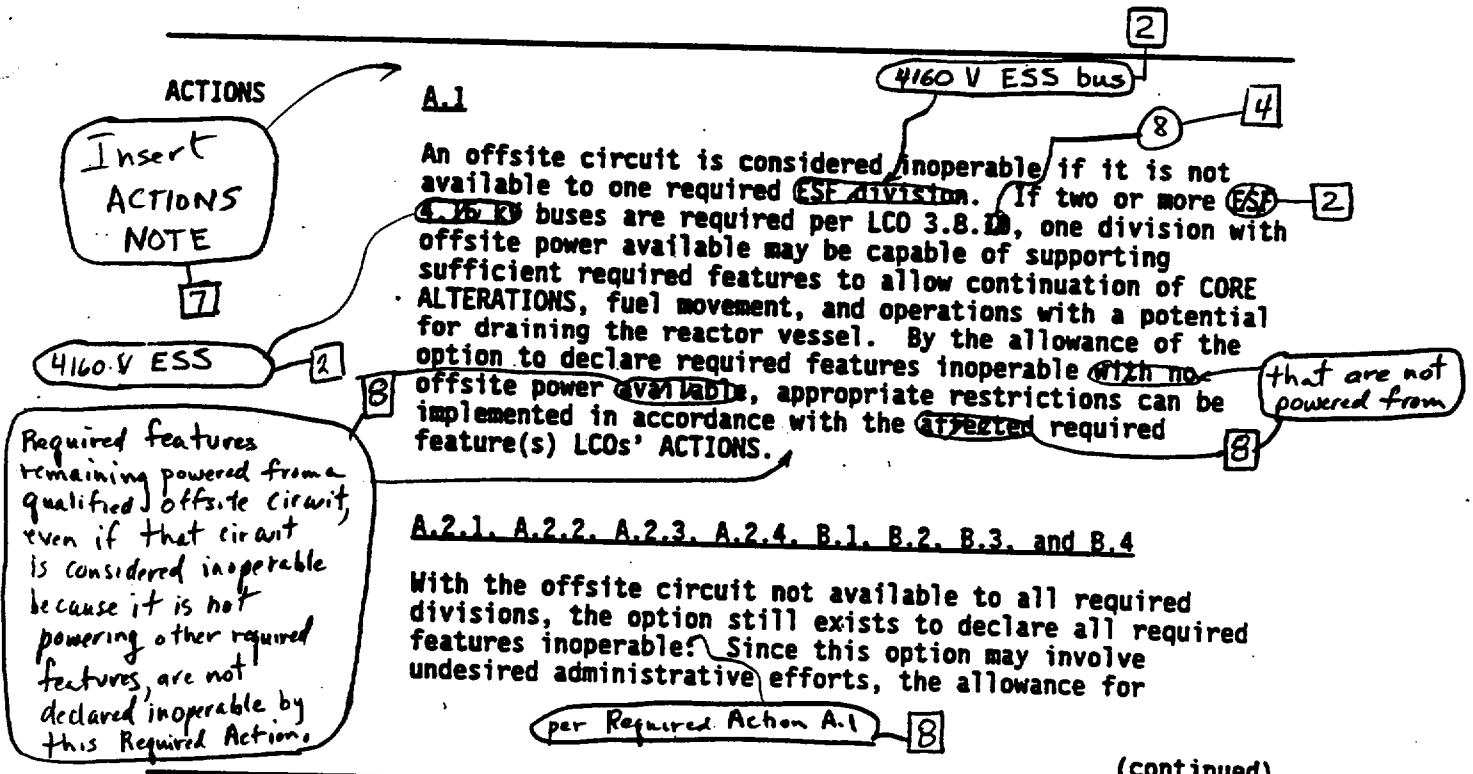 2
4160 V ESS bus
ACTIONS
A.1
8
4
Insert
ACTIONS
NOTE
7
An offsite circuit is considered inoperable if it is not
available to one required ESF division. If two or more ESF
2
4.16 kV buses are required per LCO 3.8.1, one division with
offsite power available may be capable of supporting
sufficient required features to allow continuation of CORE
ALTERATIONS, fuel movement, and operations with a potential
for draining the reactor vessel. By the allowance of the
4160 V ESS
2
option to declare required features inoperable with no
that are not
powered from
8
offsite power available, appropriate restrictions can be
implemented in accordance with the affected required
8
feature(s) LCOs' ACTIONS.
Required features
remaining powered from a
qualified offsite circuit,
even if that circuit
is considered inoperable
because it is not
powering other required
features, are not
declared inoperable by
this Required Action.
A.2.1, A.2.2, A.2.3, A.2.4, B.1, B.2, B.3, and B.4
With the offsite circuit not available to all required
divisions, the option still exists to declare all required
features inoperable. Since this option may involve
undesired administrative efforts, the allowance for
per Required Action A.1
8
(continued)